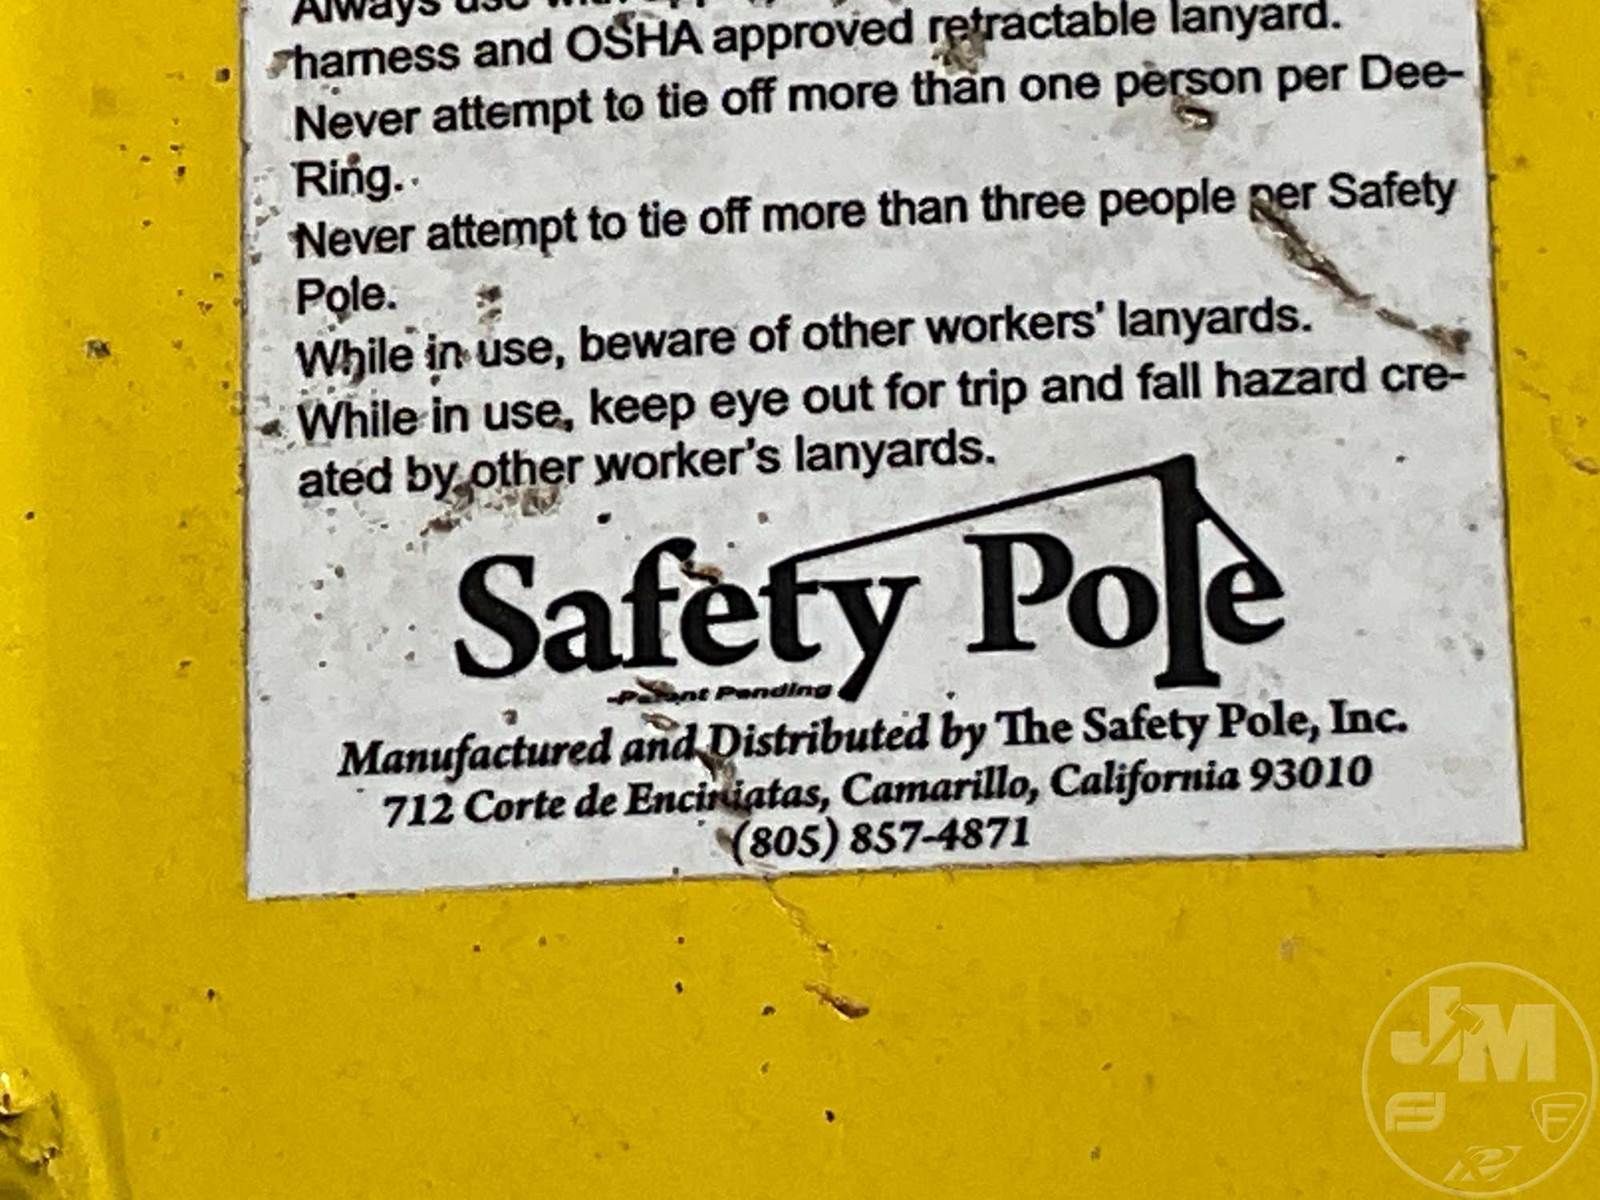 Always use with
harness and OSHA approved retractable lanyard.
Never attempt to tie off more than one person per Dee-
Ring.
Never attempt to tie off more than three people per Safety
Pole.
While in use, beware of other workers' lanyards.
While in use, keep eye out for trip and fall hazard cre-
ated by other worker's lanyards.
Safety Pole
-Patent Pending
Manufactured and Distributed by The Safety Pole, Inc.
712 Corte de Enciniatas, Camarillo, California 93010
(805) 857-4871
JM